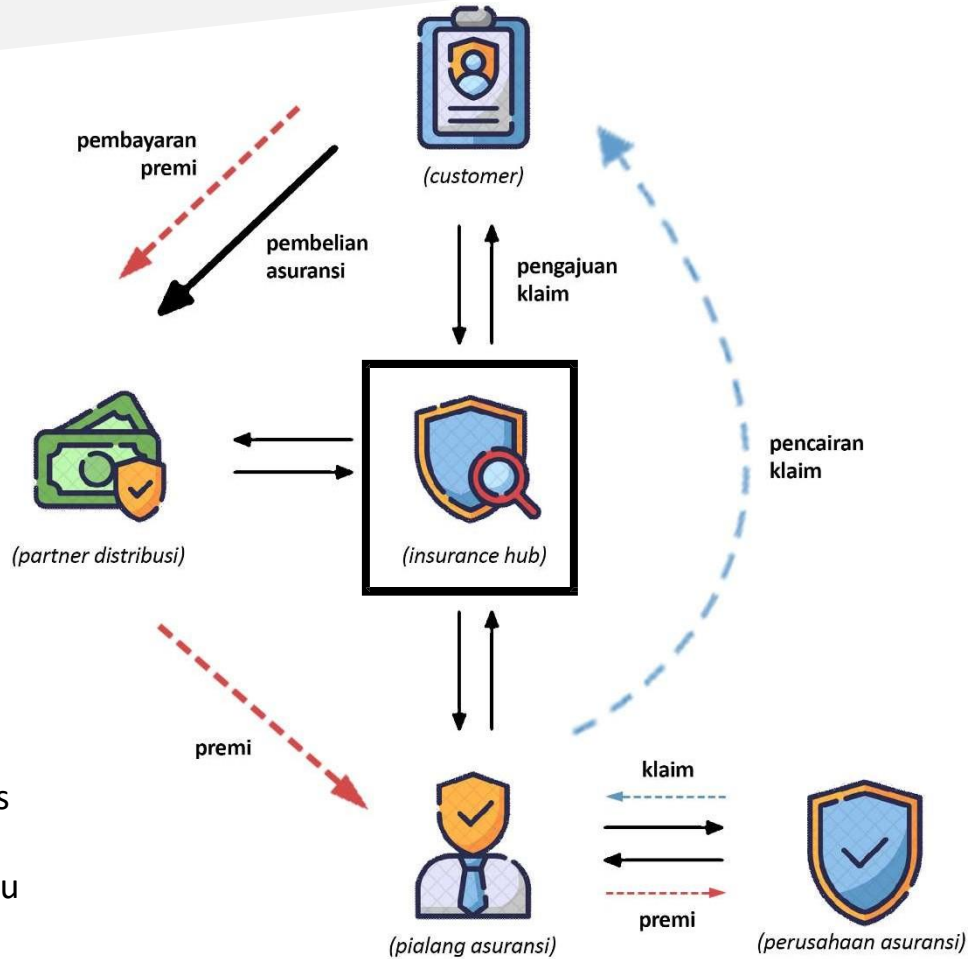 (customer)
pembayaran
premi
pembelian
asuransi
pengajuan
klaim
pencairan
klaim
(partner distribusi)
(insurance hub)
premi
klaim
s
u
premi
(pialang asuransi)
(perusahaan asuransi)